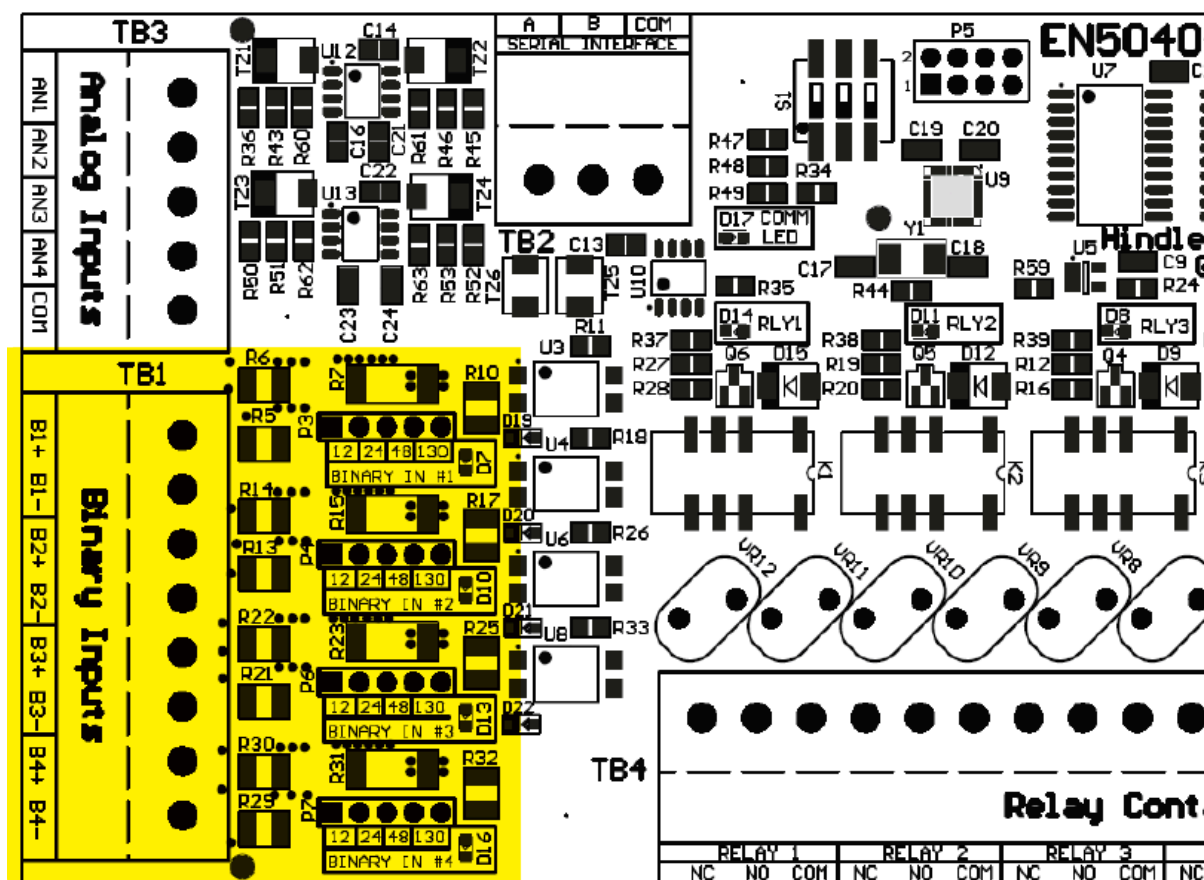 TB3
Analog Inputs
AN1
AN2
AN3
AN4
COM
TZ1
U12
C14
TZ2
R36
R43
R60
C16
C21
R61
R46
R45
TZ3
U13
C22
TZ4
R50
R51
R62
C23
C24
R63
R53
R52
A
B
COM
SERIAL INTERFACE
TB2
TZ6
TZ5
C13
U10
S1
R47
R48
R49
R34
D17
COMM
LED
P5
2
1
EN5040
U7
C
C19
C20
U9
Y1
C17
C18
R44
Hindle
U5
R59
C9
R24
R35
D14
RLY1
D11
RLY2
D8
RLY3
R11
R37
R27
R28
Q6
D15
R38
R19
R20
Q5
D12
R39
R12
R16
Q4
D9
K1
K2
TB1
Binary Inputs
B1+
B1-
B2+
B2-
B3+
B3-
B4+
B4-
R6
R7
R10
R5
P3
12
24
48
130
BINARY IN #1
D7
R14
R15
R17
R13
P4
12
24
48
130
BINARY IN #2
D10
R22
R23
R25
R21
P6
12
24
48
130
BINARY IN #3
D13
R30
R31
R32
R29
P7
12
24
48
130
BINARY IN #4
D16
U3
D19
U4
R18
D20
U6
R26
D21
U8
R33
D22
VR12
VR11
VR10
VR9
VR8
TB4
Relay Conta
RELAY 1
RELAY 2
RELAY 3
NC
NO
COM
NC
NO
COM
NC
NO
COM
NC